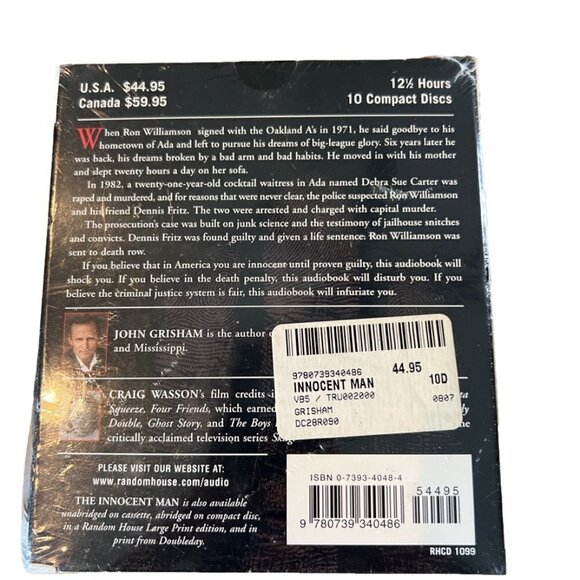 U.S.A. $44.95
Canada $59.95
12½ Hours
10 Compact Discs
When Ron Williamson signed with the Oakland A's in 1971, he said goodbye to his
hometown of Ada and left to pursue his dreams of big-league glory. Six years later he
was back, his dreams broken by a bad arm and bad habits. He moved in with his mother
and slept twenty hours a day on her sofa.
In 1982, a twenty-one-year-old cocktail waitress in Ada named Debra Sue Carter was
raped and murdered, and for reasons that were never clear, the police suspected Ron Williamson
and his friend Dennis Fritz. The two were arrested and charged with capital murder.
The prosecution's case was built on junk science and the testimony of jailhouse snitches
and convicts. Dennis Fritz was found guilty and given a life sentence. Ron Williamson was
sent to death row.
If you believe that in America you are innocent until proven guilty, this audiobook will
shock you. If you believe in the death penalty, this audiobook will disturb you. If you
believe the criminal justice system is fair, this audiobook will infuriate you.
JOHN GRISHAM is the author of
and Mississippi.
CRAIG WASSON's film credits
Squeeze, Four Friends, which earned
Double, Ghost Story, and The Boys
critically acclaimed television series
9780739340486
INNOCENT MAN
44.95
10D
VB5 / TRU002000
0807
GRISHAM
DC28R090
PLEASE VISIT OUR WEBSITE AT:
www.randomhouse.com/audio
THE INNOCENT MAN is also available
unabridged on cassette, abridged on compact disc,
in a Random House Large Print edition, and in
print from Doubleday.
ISBN 0-7393-4048-4
54495
9 780739 340486
RHCD 1099